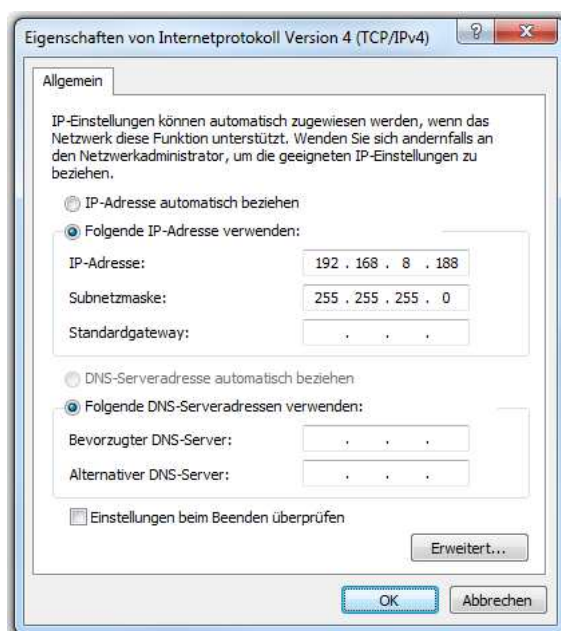 Eigenschaften von Internetprotokoll Version 4 (TCP/IPv4)
Allgemein
IP-Einstellungen können automatisch zugewiesen werden, wenn das
Netzwerk diese Funktion unterstützt. Wenden Sie sich andernfalls an
den Netzwerkadministrator, um die geeigneten IP-Einstellungen zu
beziehen.
IP-Adresse automatisch beziehen
Folgende IP-Adresse verwenden:
IP-Adresse: 192 . 168 . 8 . 188
Subnetzmaske: 255 . 255 . 255 . 0
Standardgateway: . . .
DNS-Serveradresse automatisch beziehen
Folgende DNS-Serveradressen verwenden:
Bevorzugter DNS-Server: . . .
Alternativer DNS-Server: . . .
Einstellungen beim Beenden überprüfen
Erweitert...
OK Abbrechen